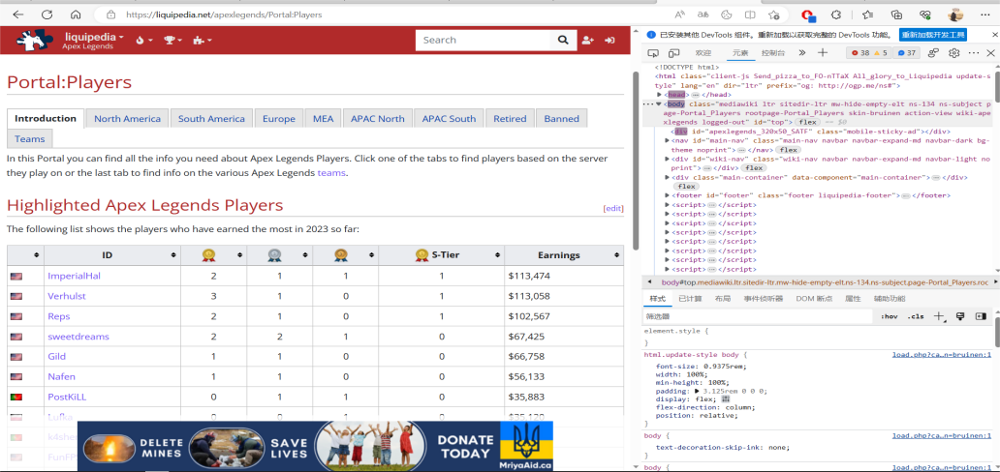 https://liquipedia.net/apexlegends/Portal:Players
liquipedia
Apex Legends
Search
Portal:Players
Introduction
North America
South America
Europe
MEA
APAC North
APAC South
Retired
Banned
Teams
In this Portal you can find all the info you need about Apex Legends Players. Click one of the tabs to find players based on the server
they play on or the last tab to find info on the various Apex Legends teams.
Highlighted Apex Legends Players
[edit]
The following list shows the players who have earned the most in 2023 so far:
ID S-Tier Earnings
ImperialHal 2 1 1 1 $113,474
Verhulst 3 1 0 1 $113,058
Reps 2 1 0 1 $102,567
sweetdreams 2 2 1 0 $67,425
Gild 1 1 0 0 $66,758
Nafen 1 1 0 0 $56,133
PostKiLL 0 1 1 0 $35,883
DELETE
MINES
SAVE
LIVES
DONATE
TODAY
MriyaAid.ca
已安装其他 DevTools 组件。重新加载以获取完整的 DevTools 功能。 重新加载开发工具
欢迎 元素 控制台 38 5 37
<!DOCTYPE html>
<html class="client-js Send_pizza_to_FO-nTTaX All_glory_to_Liquipedia update-s
tyle" lang="en" dir="ltr" prefix="og: http://ogp.me/ns#">
<head> </head>
<body class="mediawiki ltr sitedir-ltr mw-hide-empty-elt ns-134 ns-subject p
age-Portal_Players rootpage-Portal_Players skin-bruinen action-view wiki-ape
xlegends logged-out" id="top"> flex == $0
<div id="apexlegends_320x50_SATF" class="mobile-sticky-ad"></div>
<nav id="main-nav" class="main-nav navbar navbar-expand-md navbar-dark bg-
theme noprint"> </nav> flex
<div id="wiki-nav" class="wiki-nav navbar navbar-expand-md navbar-light no
print"> </div> flex
<div class="main-container" data-component="main-container"> </div>
flex
<footer id="footer" class="footer liquipedia-footer"> </footer>
<script> </script>
<script> </script>
<script> </script>
<script> </script>
<script> </script>
<script> </script>
<script> </script>
<script> </script>
body#top.mediawiki.ltr.sitedir-ltr.mw-hide-empty-elt.ns-134.ns-subject.page-Portal_Players.roc
样式 已计算 布局 事件侦听器 DOM 断点 属性 辅助功能
筛选器 :hov .cls
element.style {
}
html.update-style body { load.php?ca…n=bruinen:1
font-size: 0.9375rem;
width: 100%;
min-height: 100%;
padding: 3.125rem 0 0 0;
display: flex;
flex-direction: column;
position: relative;
}
body { load.php?ca…n=bruinen:1
text-decoration-skip-ink: none;
}
body { load.php?ca…n=bruinen:1